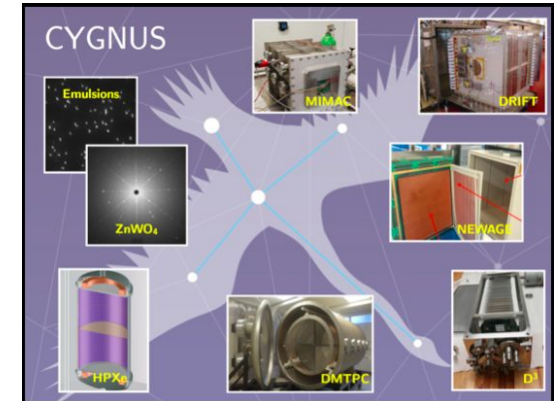 CYGNUS
Emulsions
MIMAC
DRIFT
ZnWO₄
NEWAGE
HPXe
DMTPC
D³